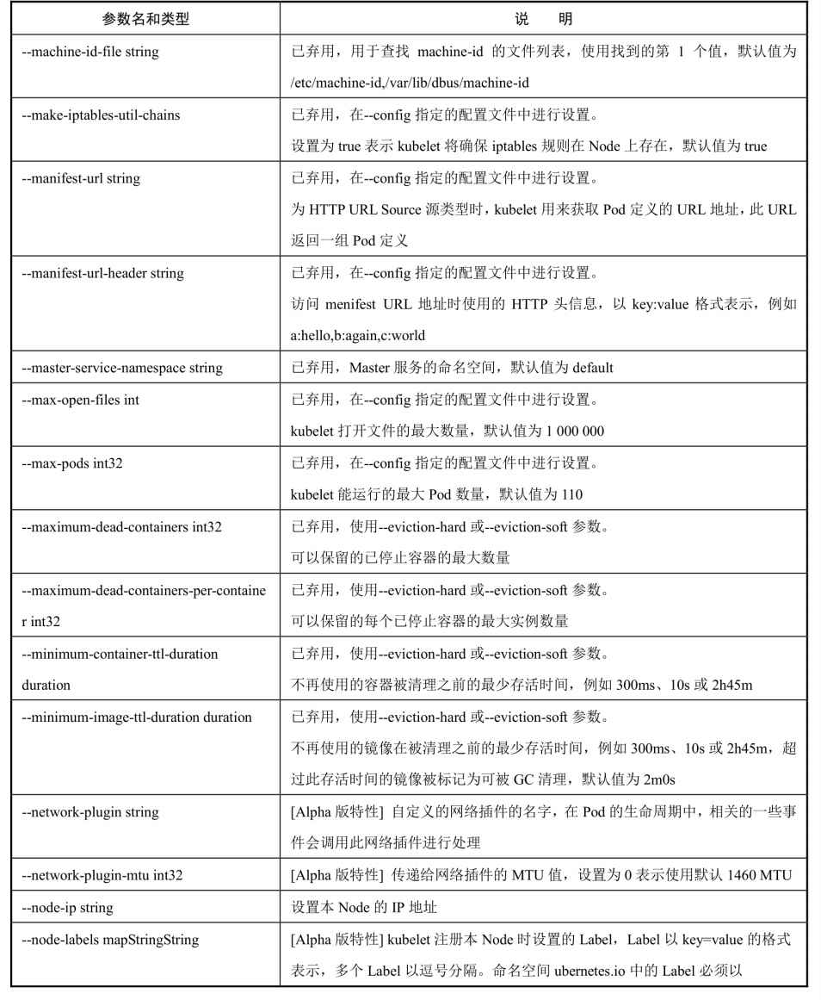 参数名和类型 说 明
--machine-id-file string 已弃用，用于查找 machine-id 的文件列表，使用找到的第 1 个值，默认值为
/etc/machine-id,/var/lib/dbus/machine-id
--make-iptables-util-chains 已弃用，在--config 指定的配置文件中进行设置。
设置为 true 表示 kubelet 将确保 iptables 规则在 Node 上存在，默认值为 true
--manifest-url string 已弃用，在--config 指定的配置文件中进行设置。
为 HTTP URL Source 源类型时，kubelet 用来获取 Pod 定义的 URL 地址，此 URL
返回一组 Pod 定义
--manifest-url-header string 已弃用，在--config 指定的配置文件中进行设置。
访问 menifest URL 地址时使用的 HTTP 头信息，以 key:value 格式表示，例如
a:hello,b:again,c:world
--master-service-namespace string 已弃用，Master 服务的命名空间，默认值为 default
--max-open-files int 已弃用，在--config 指定的配置文件中进行设置。
kubelet 打开文件的最大数量，默认值为 1 000 000
--max-pods int32 已弃用，在--config 指定的配置文件中进行设置。
kubelet 能运行的最大 Pod 数量，默认值为 110
--maximum-dead-containers int32 已弃用，使用--eviction-hard 或--eviction-soft 参数。
可以保留的已停止容器的最大数量
--maximum-dead-containers-per-containe 已弃用，使用--eviction-hard 或--eviction-soft 参数。
r int32 可以保留的每个已停止容器的最大实例数量
--minimum-container-ttl-duration 已弃用，使用--eviction-hard 或--eviction-soft 参数。
duration 不再使用的容器被清理之前的最少存活时间，例如 300ms、10s 或 2h45m
--minimum-image-ttl-duration duration 已弃用，使用--eviction-hard 或--eviction-soft 参数。
不再使用的镜像在被清理之前的最少存活时间，例如 300ms、10s 或 2h45m，超
过此存活时间的镜像被标记为可被 GC 清理，默认值为 2m0s
--network-plugin string [Alpha 版特性] 自定义的网络插件的名字，在 Pod 的生命周期中，相关的一些事
件会调用此网络插件进行处理
--network-plugin-mtu int32 [Alpha 版特性] 传递给网络插件的 MTU 值，设置为 0 表示使用默认 1460 MTU
--node-ip string 设置本 Node 的 IP 地址
--node-labels mapStringString [Alpha 版特性] kubelet 注册本 Node 时设置的 Label，Label 以 key=value 的格式
表示，多个 Label 以逗号分隔。命名空间 ubernetes.io 中的 Label 必须以